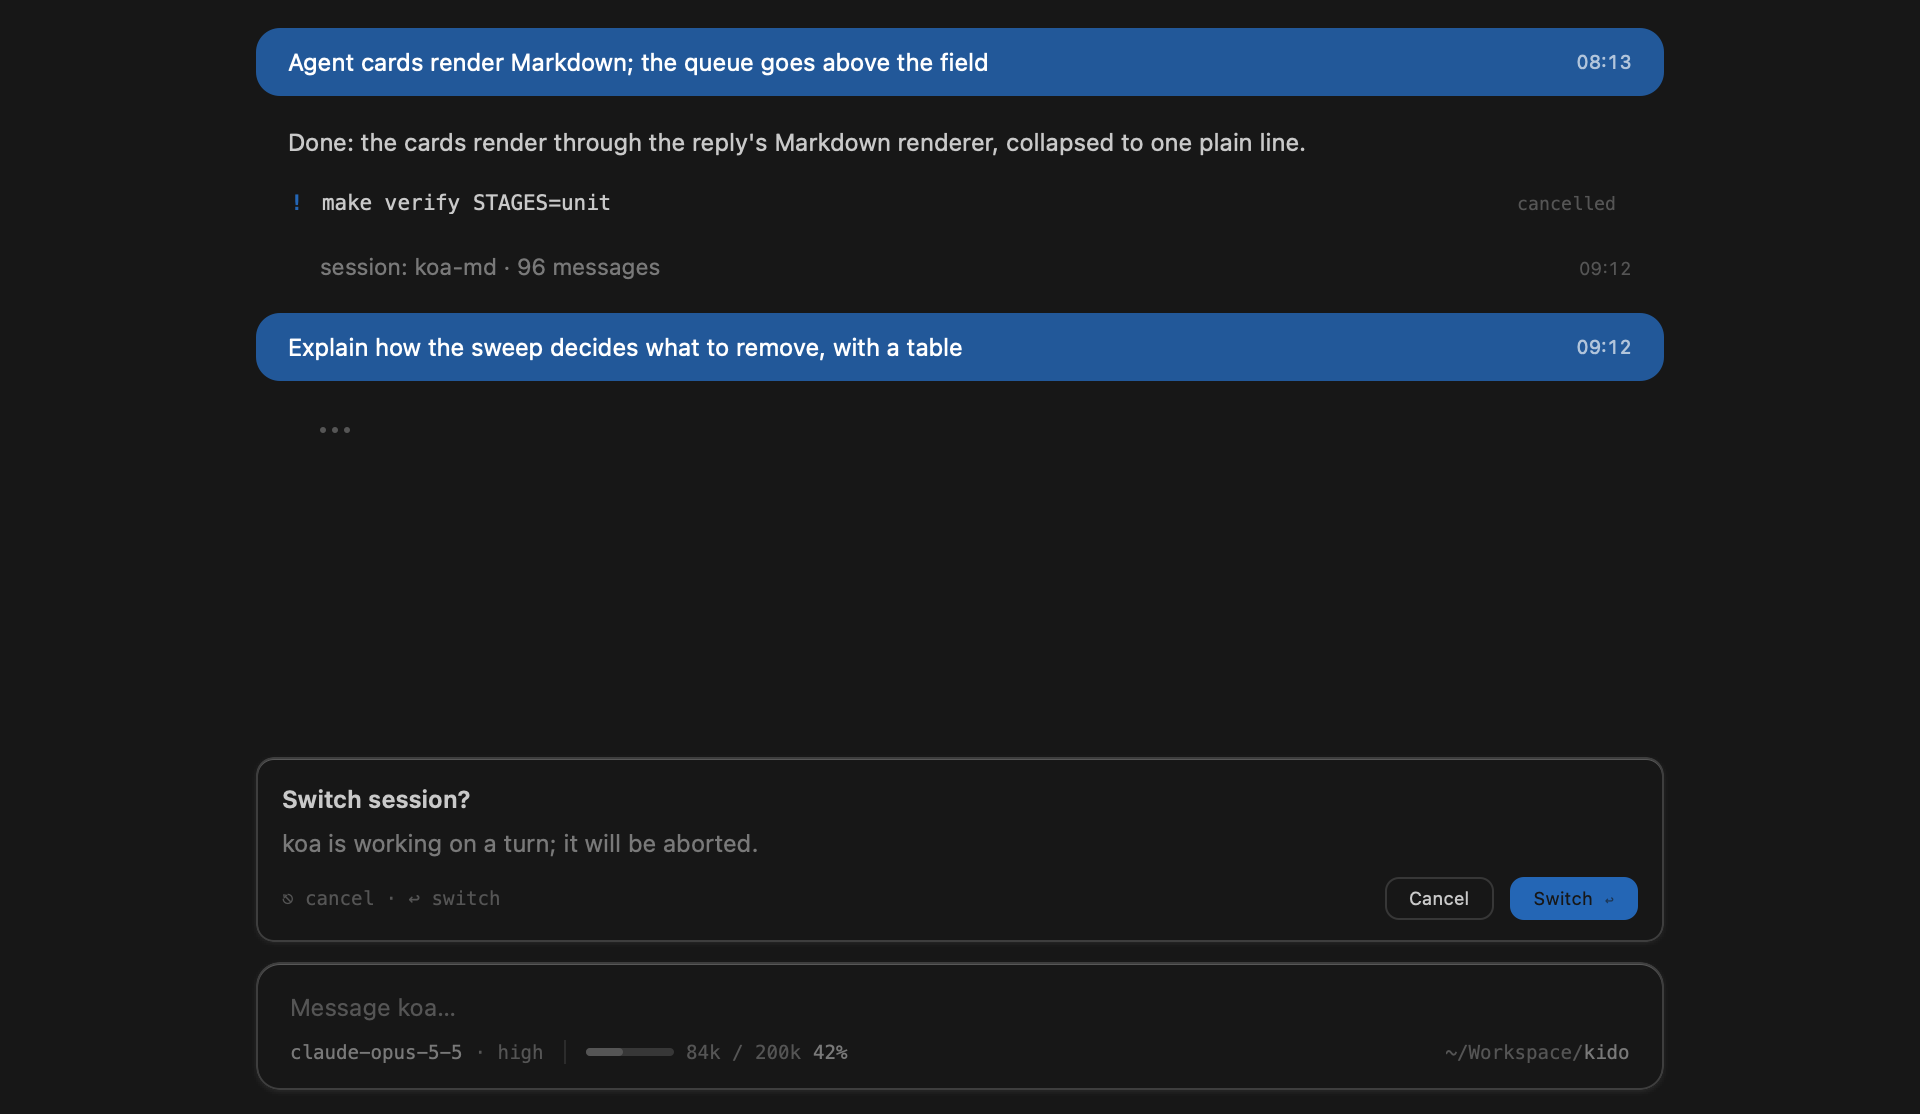 Agent cards render Markdown; the queue goes above the field 08:13
Done: the cards render through the reply's Markdown renderer, collapsed to one plain line.
! make verify STAGES=unit cancelled
session: koa-md · 96 messages 09:12
Explain how the sweep decides what to remove, with a table 09:12
•••
Switch session?
koa is working on a turn; it will be aborted.
⎋ cancel · ↩ switch Cancel Switch ↩
Message koa...
claude-opus-5-5 · high 84k / 200k 42% ~/Workspace/kido